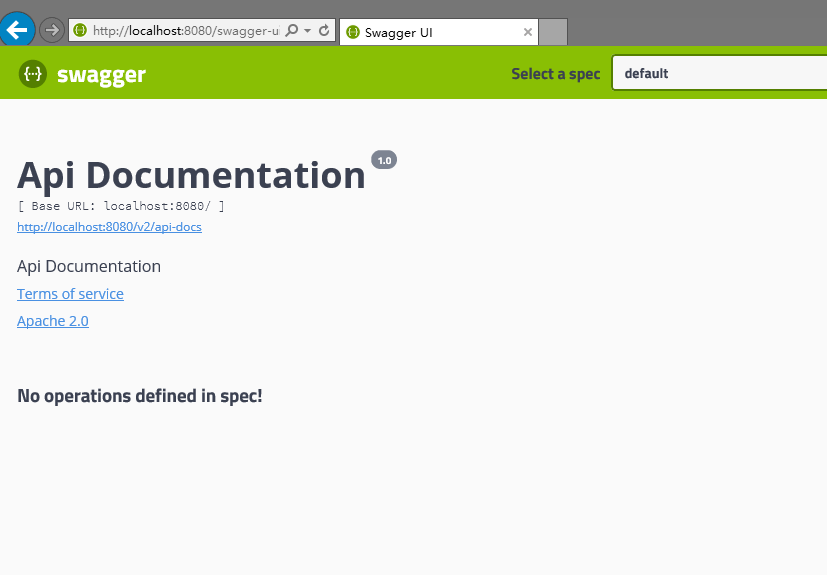 http://localhost:8080/swagger-u
Swagger UI
swagger
Select a spec
default
Api Documentation 1.0
[ Base URL: localhost:8080/ ]
http://localhost:8080/v2/api-docs
Api Documentation
Terms of service
Apache 2.0
No operations defined in spec!